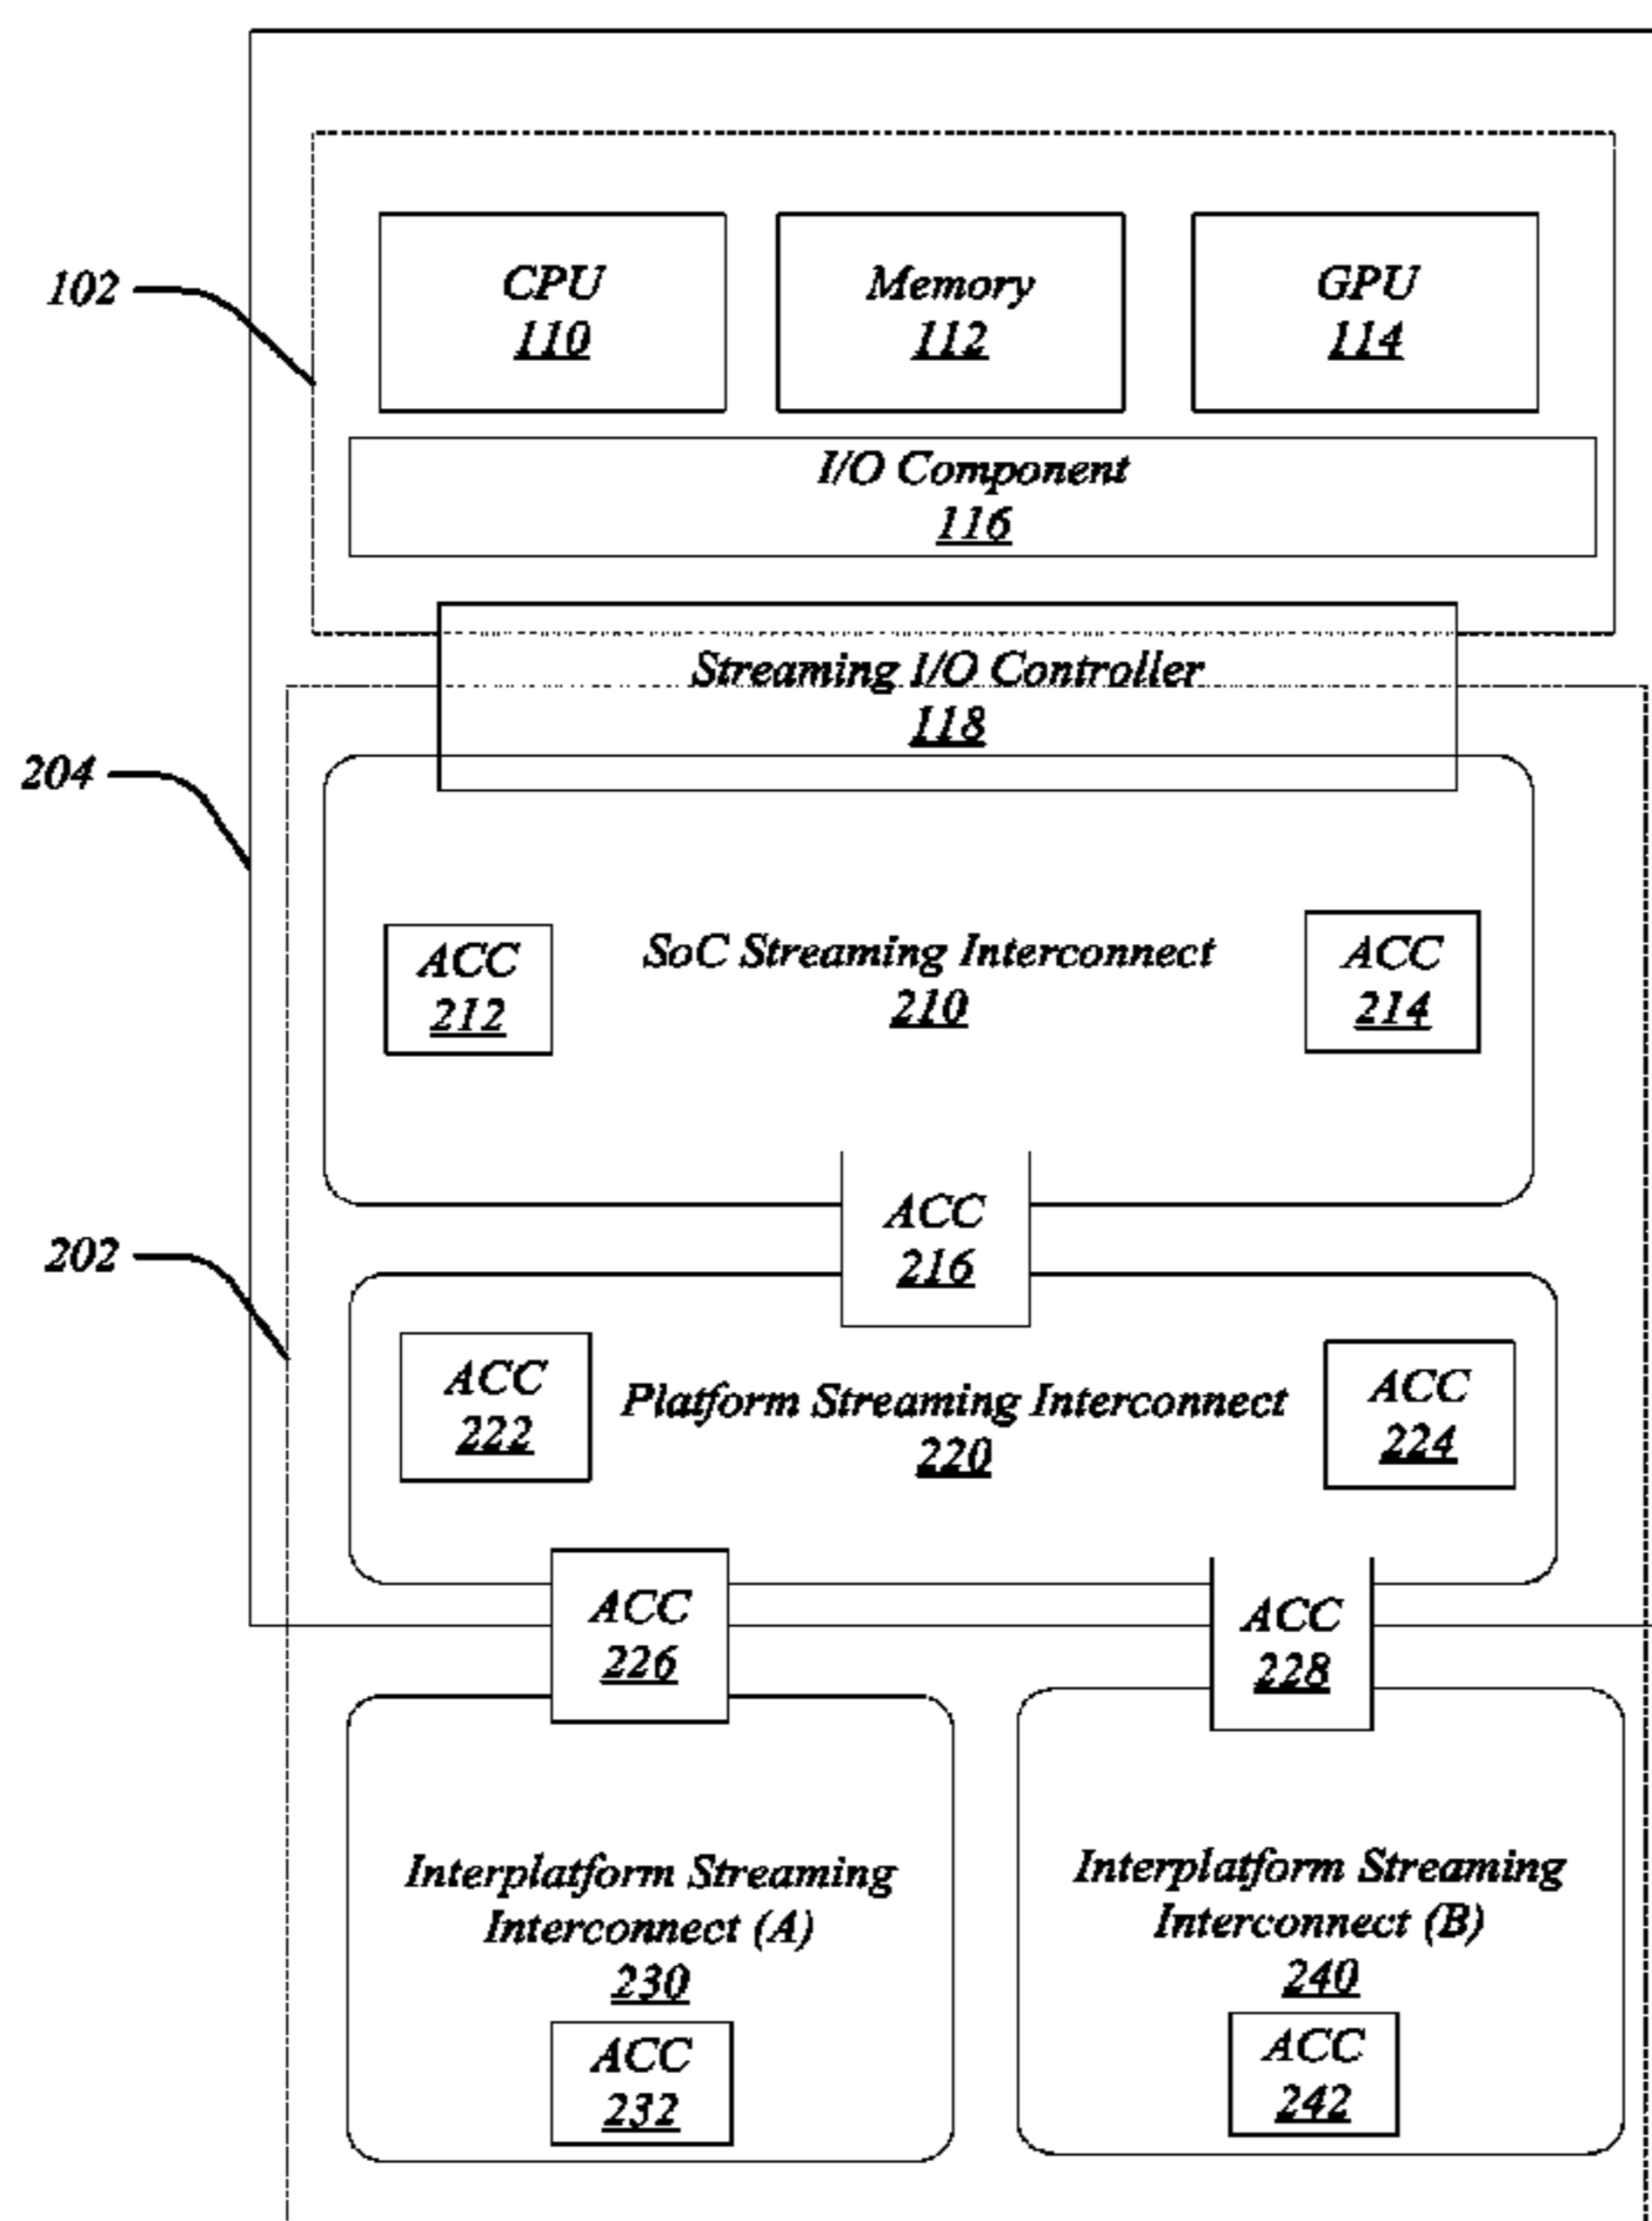 102
CPU
110
Memory
112
GPU
114
I/O Component
116
Streaming I/O Controller
118
204
ACC
212
SoC Streaming Interconnect
210
ACC
214
ACC
216
202
ACC
222
Platform Streaming Interconnect
220
ACC
224
ACC
226
ACC
228
Interplatform Streaming
Interconnect (A)
230
ACC
232
Interplatform Streaming
Interconnect (B)
240
ACC
242